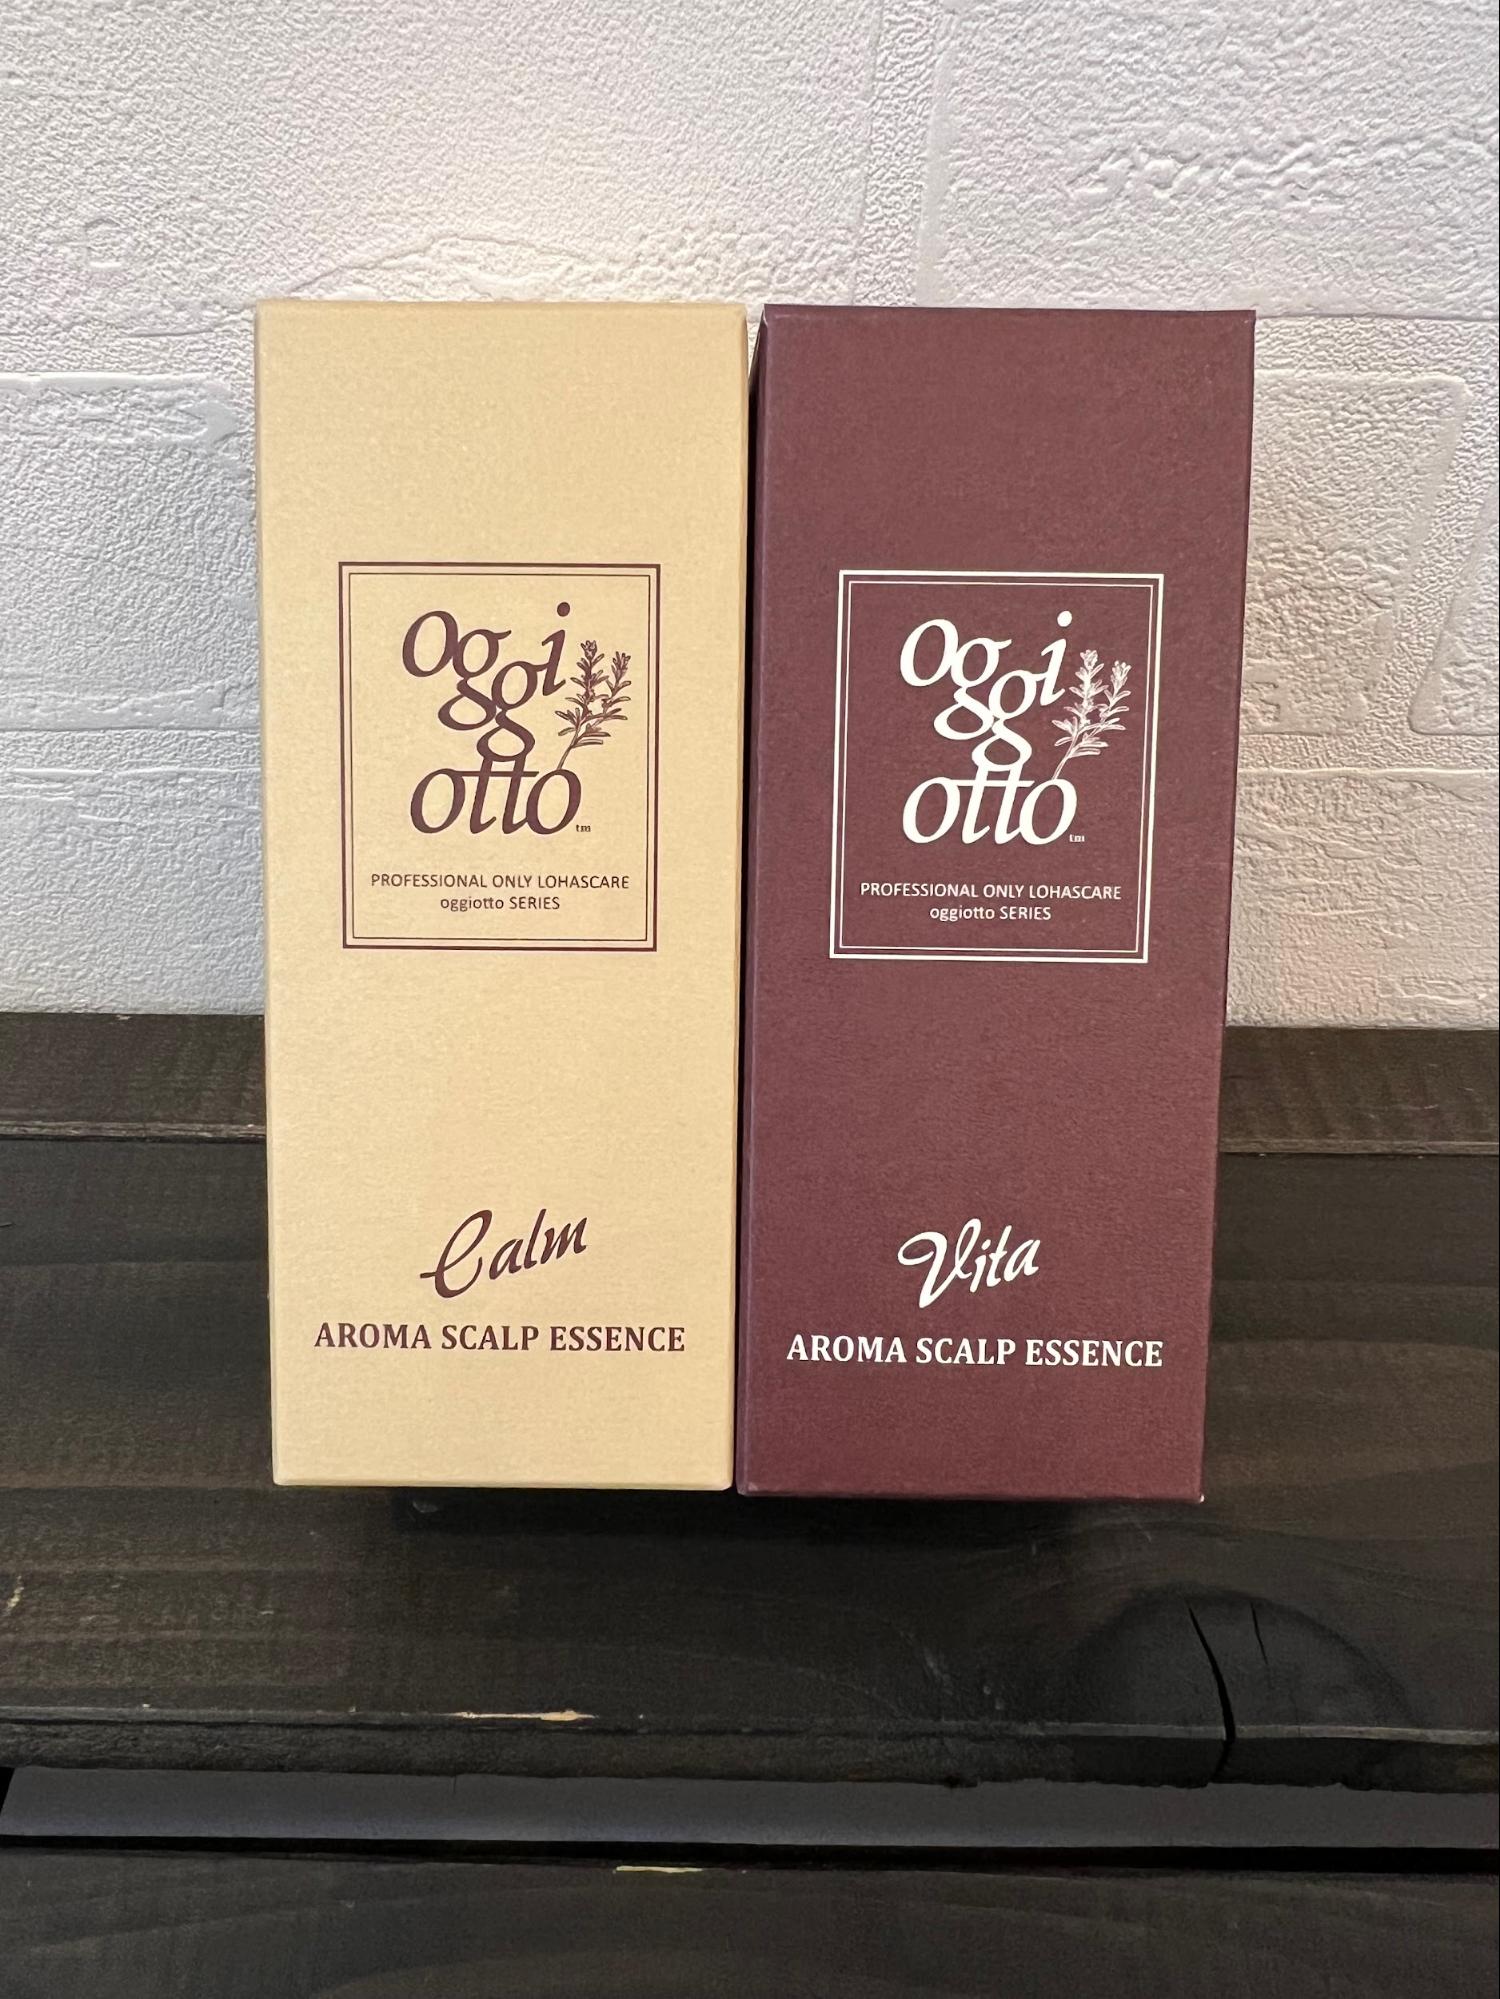 oggi
otto
tm
PROFESSIONAL ONLY LOHASCARE
oggiotto SERIES
Calm
AROMA SCALP ESSENCE
oggi
otto
tm
PROFESSIONAL ONLY LOHASCARE
oggiotto SERIES
Vita
AROMA SCALP ESSENCE